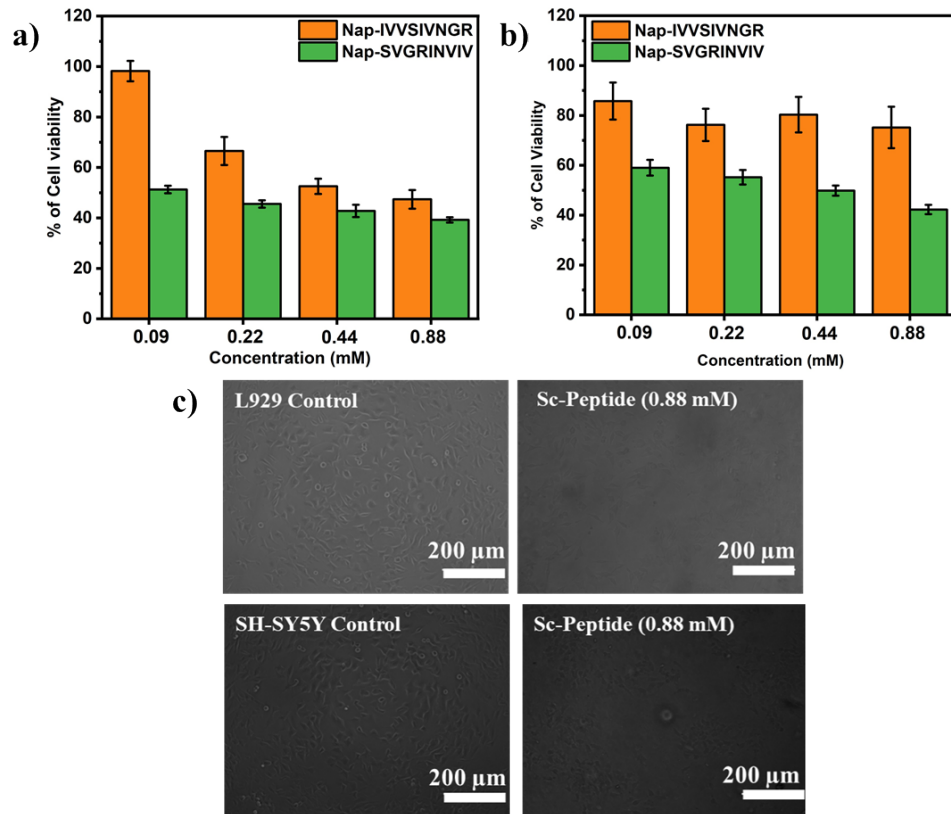 a)
Nap-IVVSIVNGR
Nap-SVGRINVIV
% of Cell viability
120
100
80
60
40
20
0
0.09 0.22 0.44 0.88
Concentration (mM)
b)
Nap-IVVSIVNGR
Nap-SVGRINVIV
% of Cell Viability
120
100
80
60
40
20
0
0.09 0.22 0.44 0.88
Concentration (mM)
c)
L929 Control
200 µm
Sc-Peptide (0.88 mM)
200 µm
SH-SY5Y Control
200 µm
Sc-Peptide (0.88 mM)
200 µm